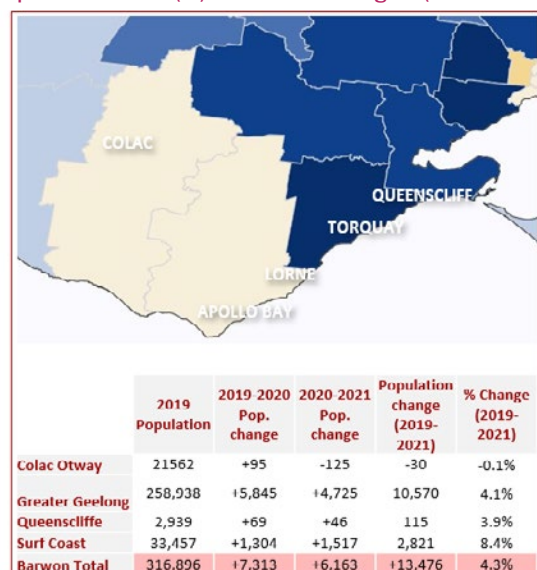 COLAC
QUEENSCLIFF
TORQUAY
LORNE
APOLLO BAY
2019 Population 2019-2020 Pop. change 2020-2021 Pop. change Population change (2019-2021) % Change (2019-2021)
Colac Otway 21562 +95 -125 -30 -0.1%
Greater Geelong 258,938 +5,845 +4,725 10,570 4.1%
Queenscliffe 2,939 +69 +46 115 3.9%
Surf Coast 33,457 +1,304 +1,517 2,821 8.4%
Barwon Total 316,896 +7,313 +6,163 +13,476 4.3%